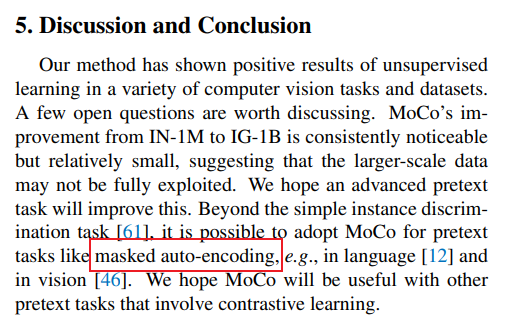 5. Discussion and Conclusion
Our method has shown positive results of unsupervised
learning in a variety of computer vision tasks and datasets.
A few open questions are worth discussing. MoCo's im-
provement from IN-1M to IG-1B is consistently noticeable
but relatively small, suggesting that the larger-scale data
may not be fully exploited. We hope an advanced pretext
task will improve this. Beyond the simple instance discrim-
ination task [61], it is possible to adopt MoCo for pretext
tasks like masked auto-encoding, e.g., in language [12] and
in vision [46]. We hope MoCo will be useful with other
pretext tasks that involve contrastive learning.